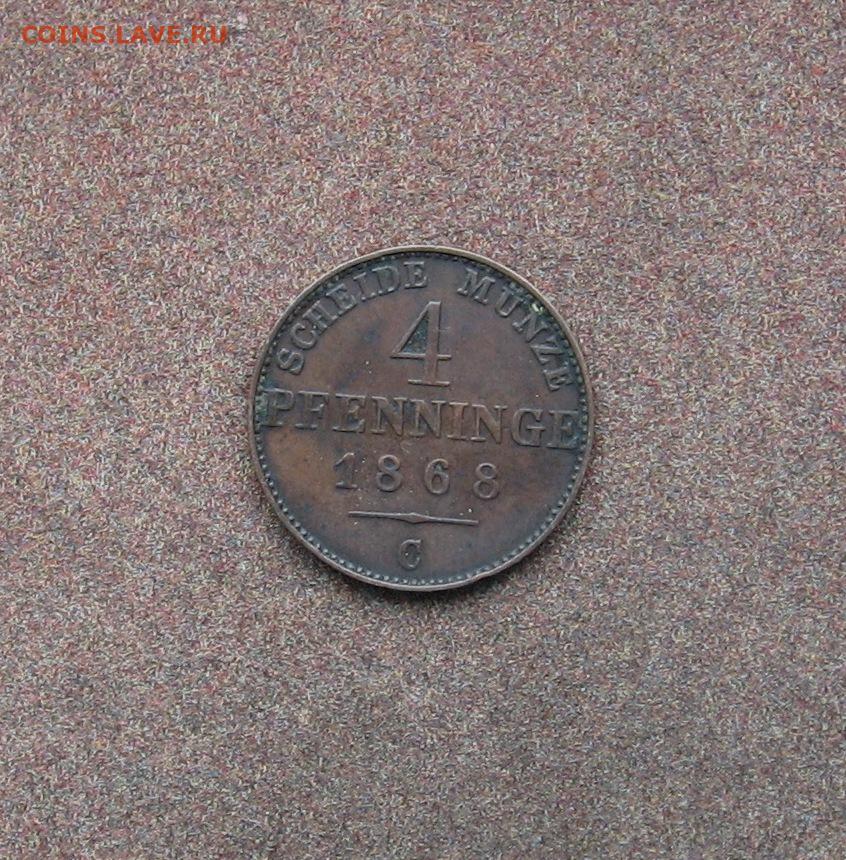 COINS.LAVE.RU
SCHEIDE MÜNZE
4
PFENNINGE
1868
C